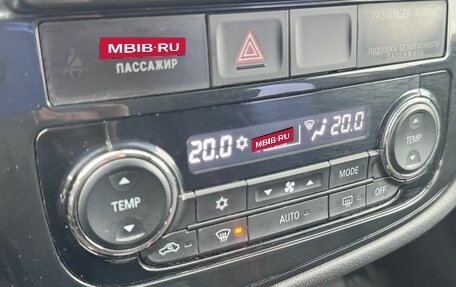 MBIB.RU
ПАССАЖИР
PASSENGER AIRBAG
ПОДУШКА БЕЗОПАСНОСТИ
ПАССАЖИРА
20.0
MBIB.RU
20.0
TEMP
TEMP
MODE
OFF
AUTO